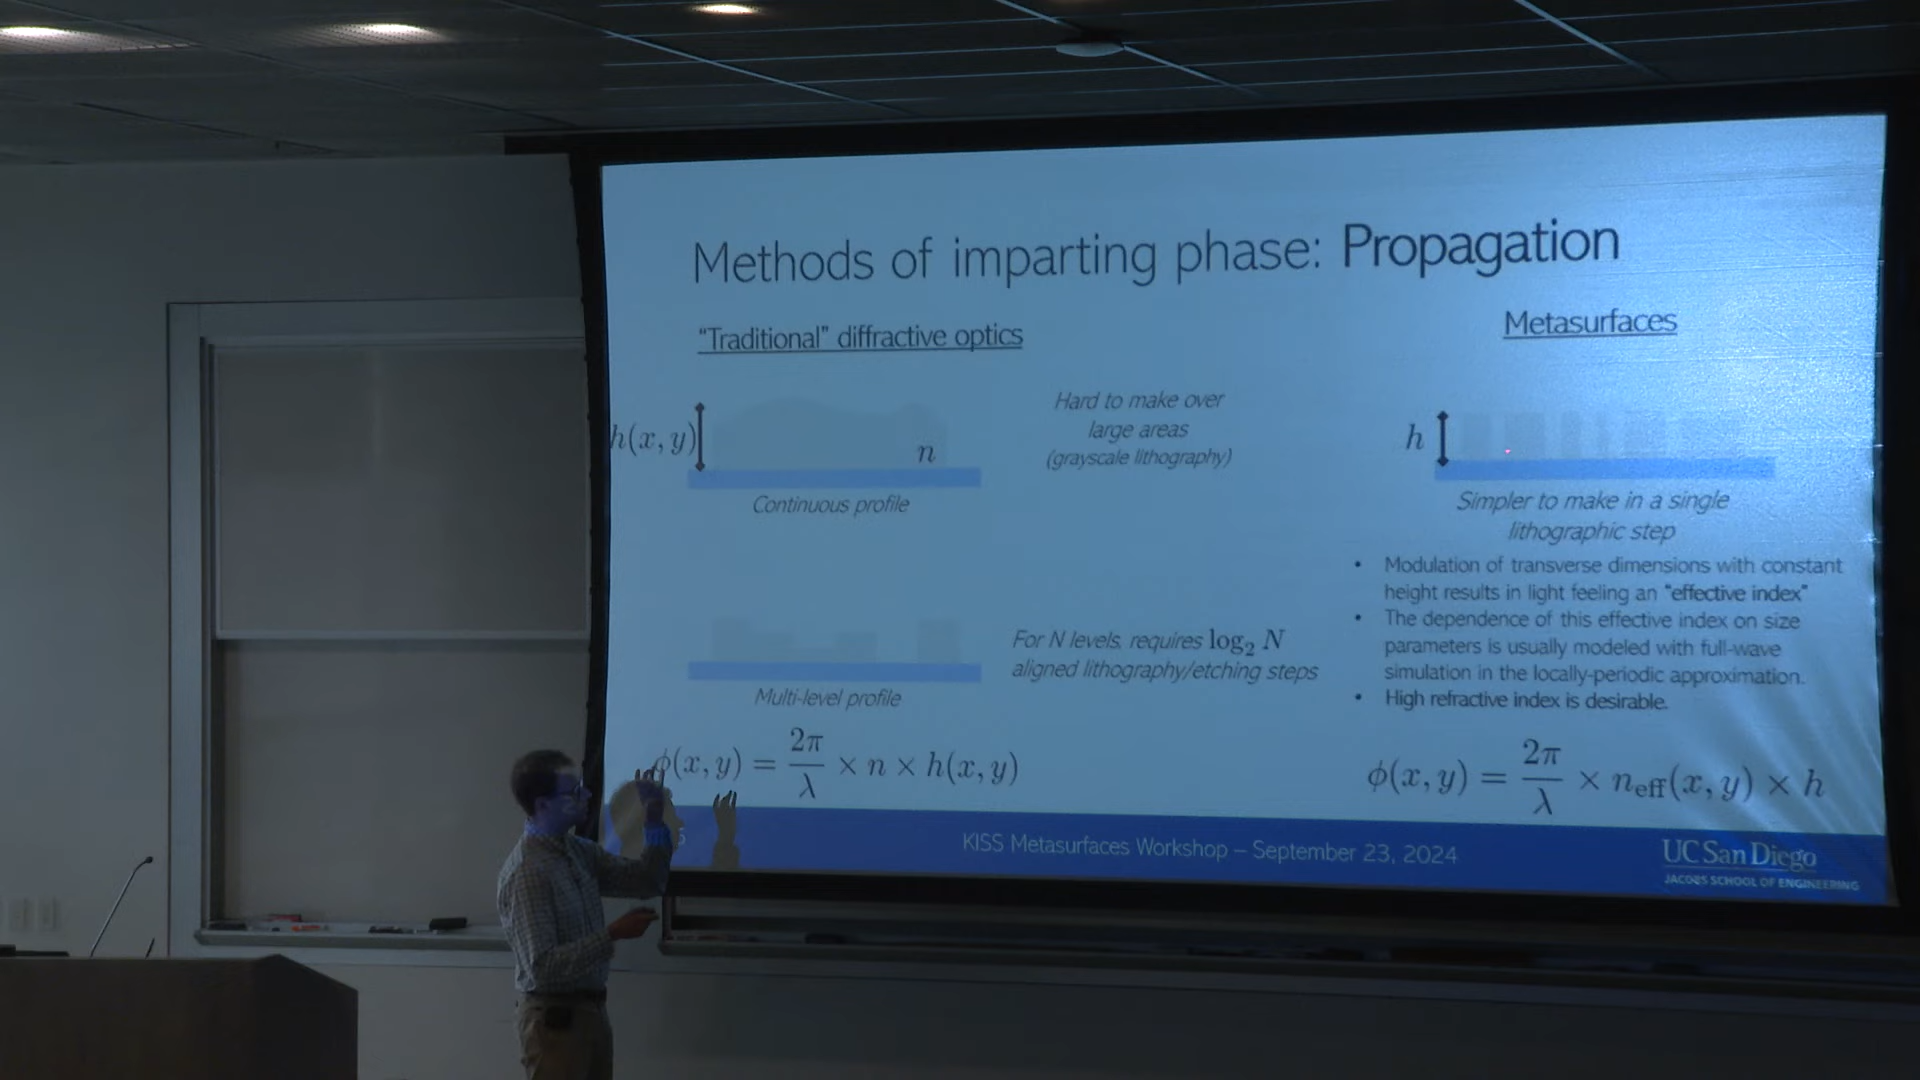 Methods of imparting phase: Propagation
"Traditional" diffractive optics
h(x, y)
n
Continuous profile
Hard to make over
large areas
(grayscale lithography)
Multi-level profile
For N levels, requires log₂ N
aligned lithography/etching steps
ϕ(x, y) = 2π/λ × n × h(x, y)
Metasurfaces
h
Simpler to make in a single
lithographic step
• Modulation of transverse dimensions with constant
height results in light feeling an "effective index"
• The dependence of this effective index on size
parameters is usually modeled with full-wave
simulation in the locally-periodic approximation.
• High refractive index is desirable.
ϕ(x, y) = 2π/λ × n_eff(x, y) × h
KISS Metasurfaces Workshop – September 23, 2024
UC San Diego
JACOBS SCHOOL OF ENGINEERING